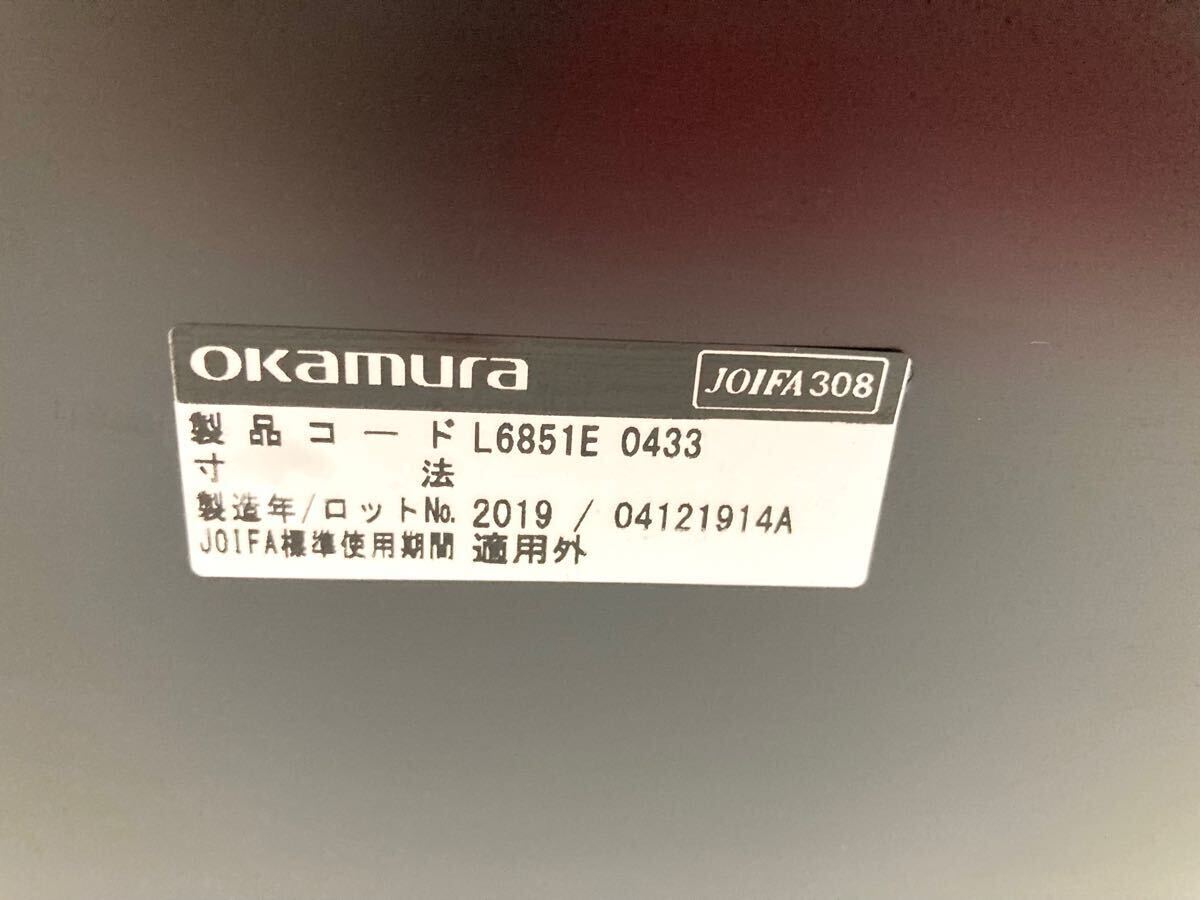 okamura
JOIFA308
製品コード L6851E 0433
寸法
製造年/ロットNo. 2019 / 04121914A
JOIFA標準使用期間 適用外